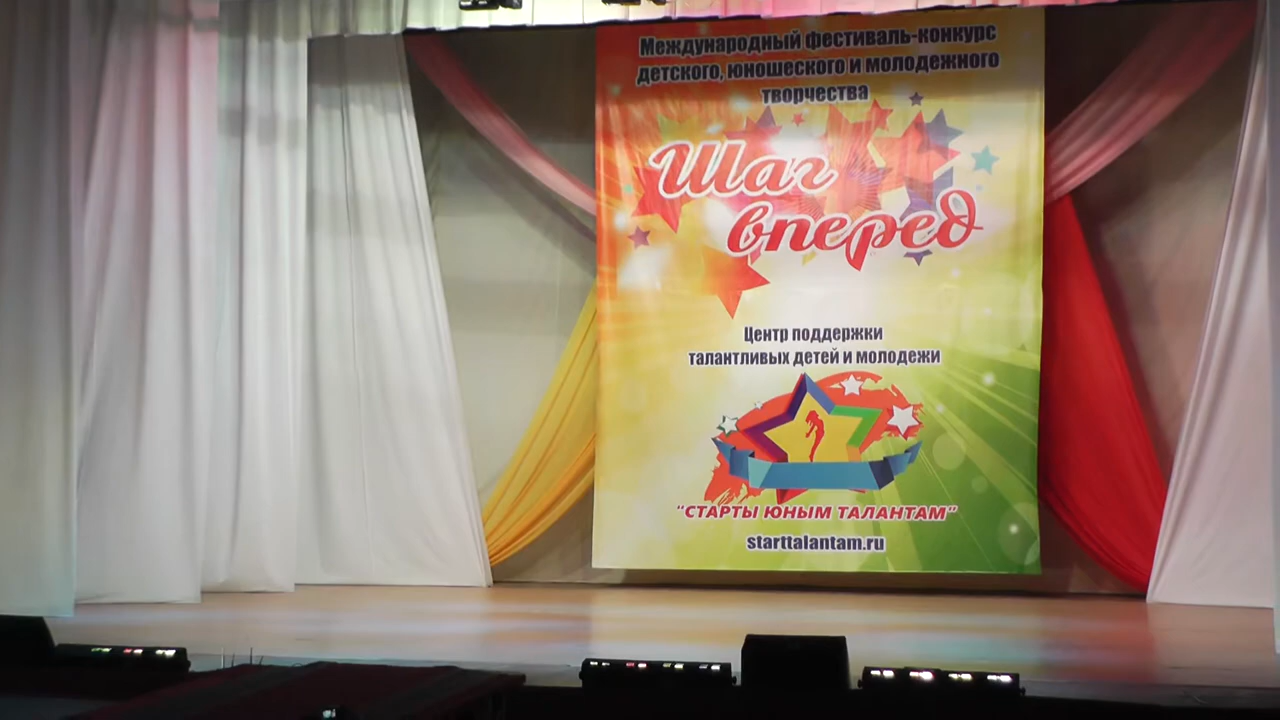 Международный фестиваль-конкурс
детского, юношеского и молодежного
творчества
Шаг
вперед
Центр поддержки
талантливых детей и молодежи
"СТАРТЫ ЮНЫМ ТАЛАНТАМ"
starttalantam.ru